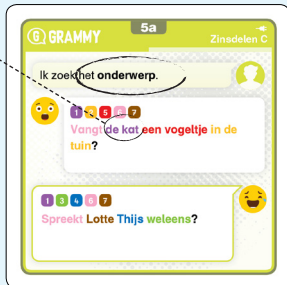 5a
GRAMMY
Zinsdelen C
Ik zoek het onderwerp.
1 2 5 6 7
Vangt de kat een vogeltje in de
tuin?
1 3 4 6 7
Spreekt Lotte Thijs weleens?